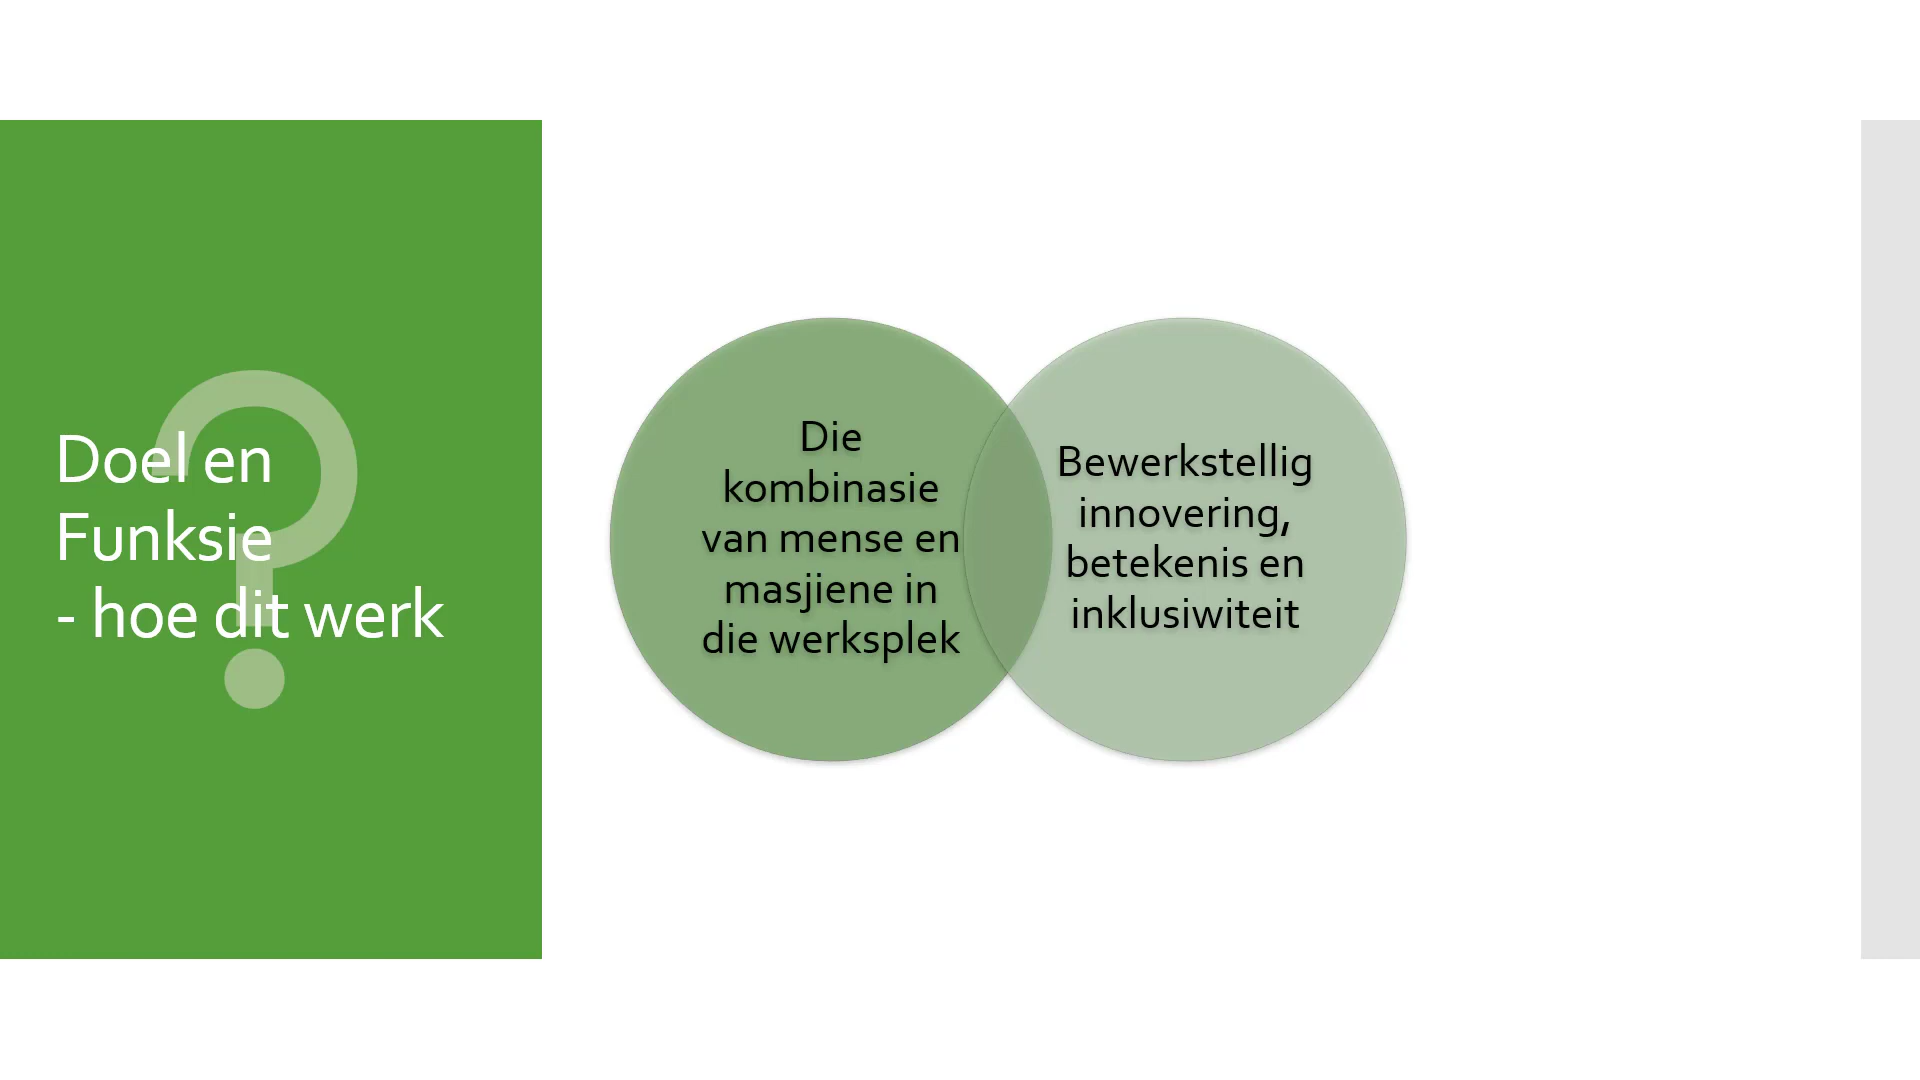 Doel en
Funksie
- hoe dit werk
Die
kombinasie
van mense en
masjiene in
die werksplek
Bewerkstellig
innovering,
betekenis en
inklusiwiteit